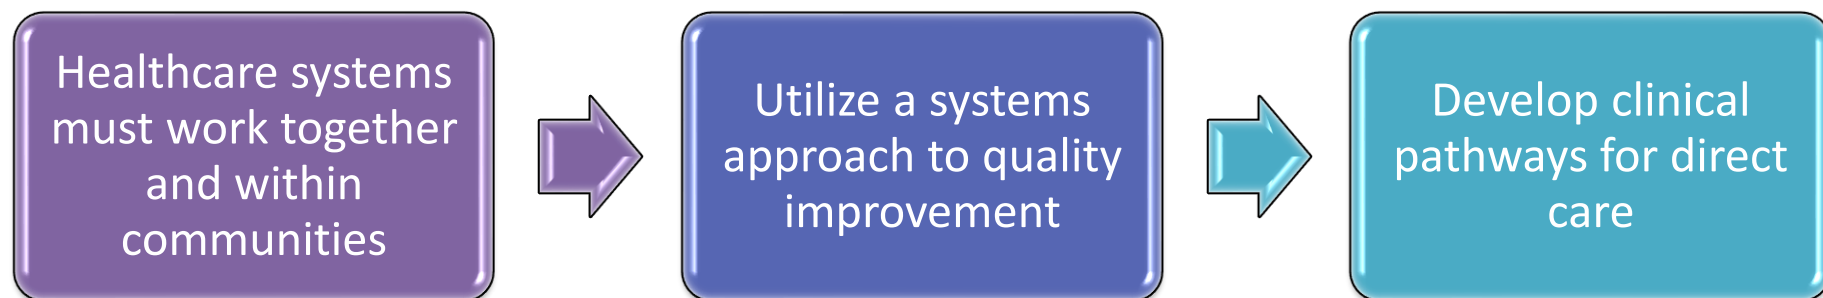 Healthcare systems
must work together
and within
communities
Utilize a systems
approach to quality
improvement
Develop clinical
pathways for direct
care